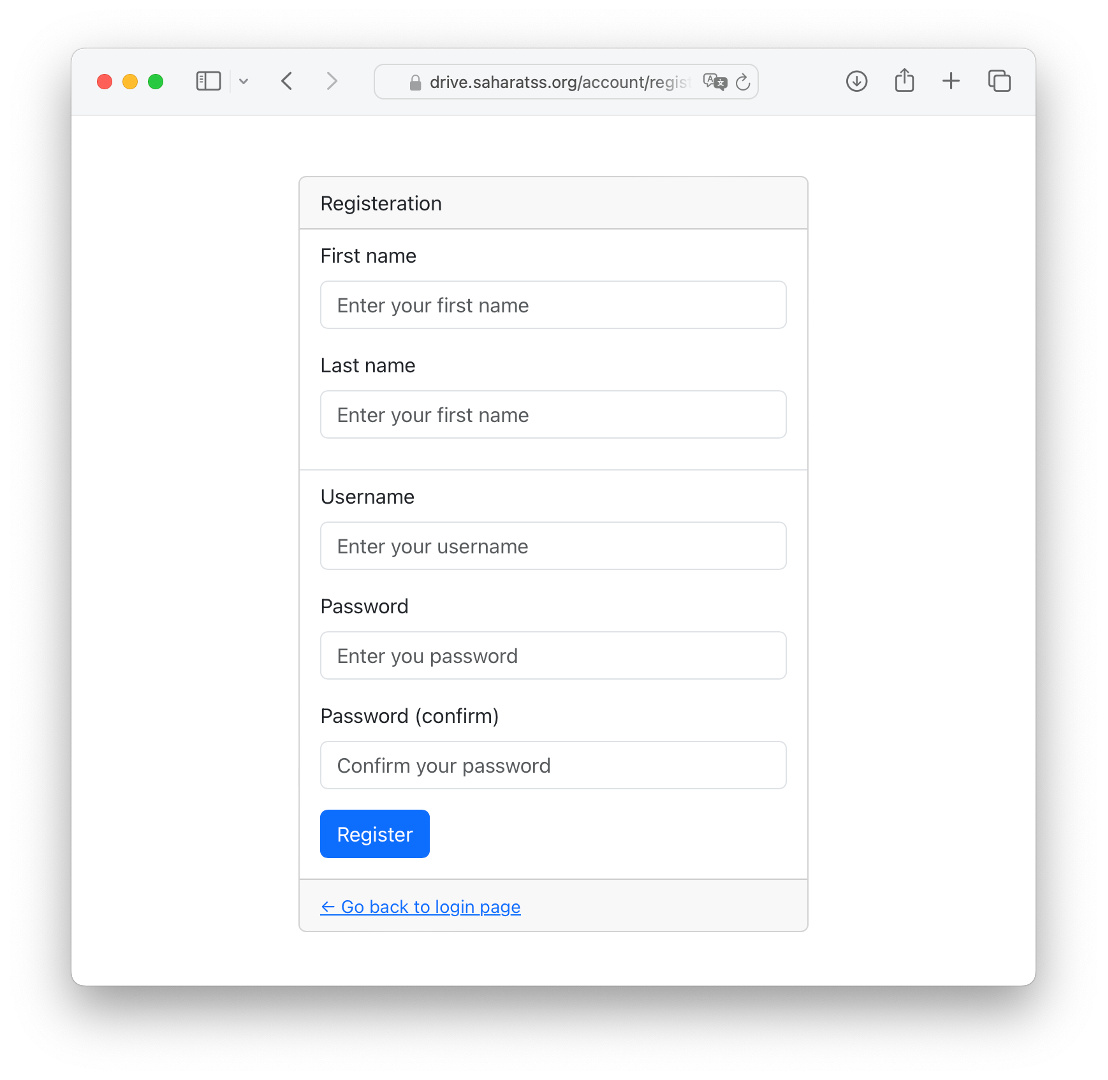 drive.saharatss.org/account/regis
Registeration
First name
Enter your first name
Last name
Enter your first name
Username
Enter your username
Password
Enter you password
Password (confirm)
Confirm your password
Register
← Go back to login page